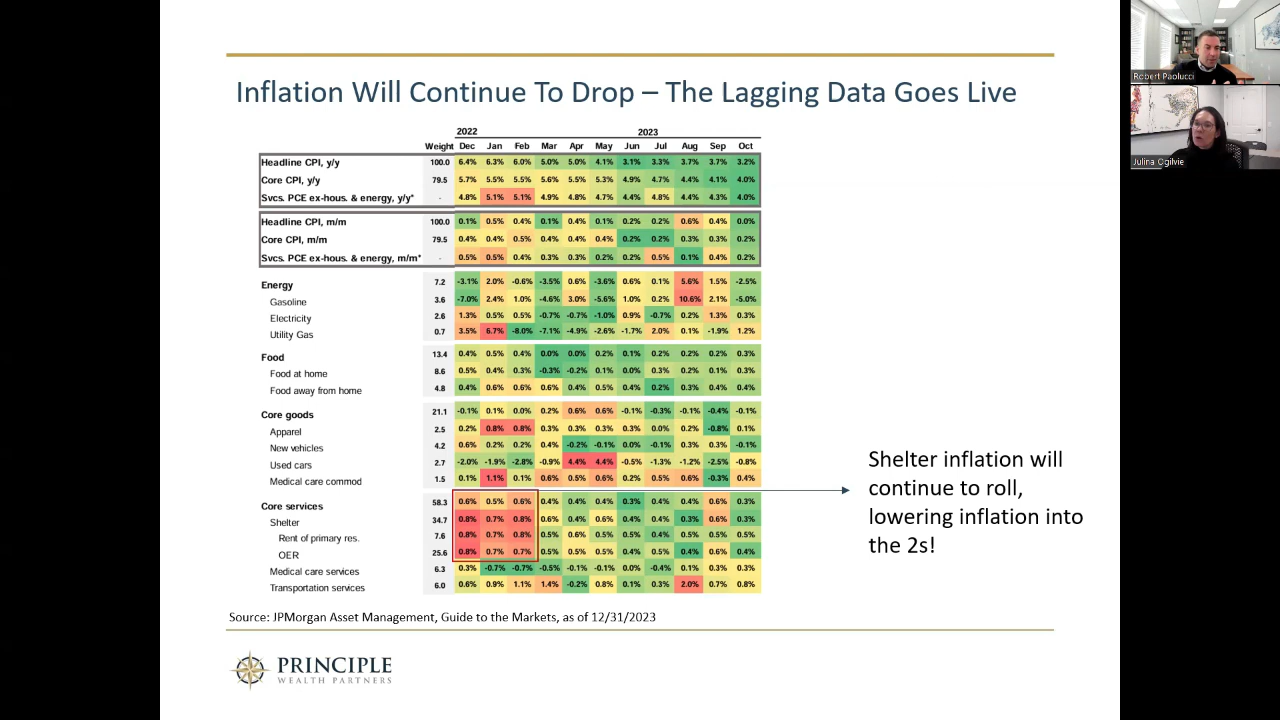 Inflation Will Continue To Drop – The Lagging Data Goes Live
2022 2023
Weight Dec Jan Feb Mar Apr May Jun Jul Aug Sep Oct
Headline CPI, y/y 100.0 6.4% 6.3% 6.0% 5.0% 5.0% 4.1% 3.1% 3.3% 3.7% 3.7% 3.2%
Core CPI, y/y 79.5 5.7% 5.5% 5.5% 5.6% 5.5% 5.3% 4.9% 4.7% 4.4% 4.1% 4.0%
Svcs. PCE ex-hous. & energy, y/y* - 4.8% 5.1% 5.1% 4.9% 4.8% 4.7% 4.4% 4.8% 4.4% 4.3% 4.0%
Headline CPI, m/m 100.0 0.1% 0.5% 0.4% 0.1% 0.4% 0.1% 0.2% 0.2% 0.6% 0.4% 0.0%
Core CPI, m/m 79.5 0.4% 0.4% 0.5% 0.4% 0.4% 0.4% 0.2% 0.2% 0.3% 0.3% 0.2%
Svcs. PCE ex-hous. & energy, m/m* - 0.5% 0.5% 0.4% 0.3% 0.3% 0.2% 0.2% 0.5% 0.1% 0.4% 0.2%
Energy 7.2 -3.1% 2.0% -0.6% -3.5% 0.6% -3.6% 0.6% 0.1% 5.6% 1.5% -2.5%
Gasoline 3.6 -7.0% 2.4% 1.0% -4.6% 3.0% -5.6% 1.0% 0.2% 10.6% 2.1% -5.0%
Electricity 2.6 1.3% 0.5% 0.5% -0.7% -0.7% -1.0% 0.9% -0.7% 0.2% 1.3% 0.3%
Utility Gas 0.7 3.5% 6.7% -8.0% -7.1% -4.9% -2.6% -1.7% 2.0% 0.1% -1.9% 1.2%
Food 13.4 0.4% 0.5% 0.4% 0.0% 0.0% 0.2% 0.1% 0.2% 0.2% 0.2% 0.3%
Food at home 8.6 0.5% 0.4% 0.3% -0.3% -0.2% 0.1% 0.0% 0.3% 0.2% 0.1% 0.3%
Food away from home 4.8 0.4% 0.6% 0.6% 0.6% 0.4% 0.5% 0.4% 0.2% 0.3% 0.4% 0.4%
Core goods 21.1 -0.1% 0.1% 0.0% 0.2% 0.6% 0.6% -0.1% -0.3% -0.1% -0.4% -0.1%
Apparel 2.5 0.2% 0.8% 0.8% 0.3% 0.3% 0.3% 0.3% 0.0% 0.2% -0.8% 0.1%
New vehicles 4.2 0.6% 0.2% 0.2% 0.4% -0.2% -0.1% 0.0% -0.1% 0.3% 0.3% -0.1%
Used cars 2.7 -2.0% -1.9% -2.8% -0.9% 4.4% 4.4% -0.5% -1.3% -1.2% -2.5% -0.8%
Medical care commod 1.5 0.1% 1.1% 0.1% 0.6% 0.5% 0.6% 0.2% 0.5% 0.6% -0.3% 0.4%
Core services 58.3 0.6% 0.5% 0.6% 0.4% 0.4% 0.4% 0.3% 0.4% 0.4% 0.6% 0.3%
Shelter 34.7 0.8% 0.7% 0.8% 0.6% 0.4% 0.6% 0.4% 0.4% 0.3% 0.6% 0.3%
Rent of primary res. 7.6 0.8% 0.7% 0.8% 0.5% 0.6% 0.5% 0.5% 0.4% 0.5% 0.5% 0.5%
OER 25.6 0.8% 0.7% 0.7% 0.5% 0.5% 0.5% 0.4% 0.5% 0.4% 0.6% 0.4%
Medical care services 6.3 0.3% -0.7% -0.7% -0.5% -0.1% -0.1% 0.0% -0.4% 0.1% 0.3% 0.3%
Transportation services 6.0 0.6% 0.9% 1.1% 1.4% -0.2% 0.8% 0.1% 0.3% 2.0% 0.7% 0.8%
Shelter inflation will
continue to roll,
lowering inflation into
the 2s!
Source: JPMorgan Asset Management, Guide to the Markets, as of 12/31/2023
PRINCIPLE
WEALTH PARTNERS
Robert Paolucci
Julina Ogilvie